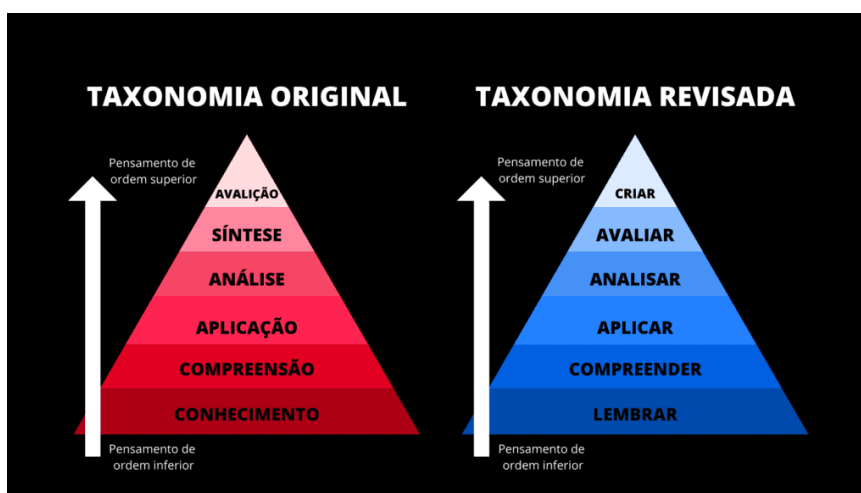 TAXONOMIA ORIGINAL
Pensamento de
ordem superior
AVALIÇÃO
SÍNTESE
ANÁLISE
APLICAÇÃO
COMPREENSÃO
CONHECIMENTO
Pensamento de
ordem inferior
TAXONOMIA REVISADA
Pensamento de
ordem superior
CRIAR
AVALIAR
ANALISAR
APLICAR
COMPREENDER
LEMBRAR
Pensamento de
ordem inferior